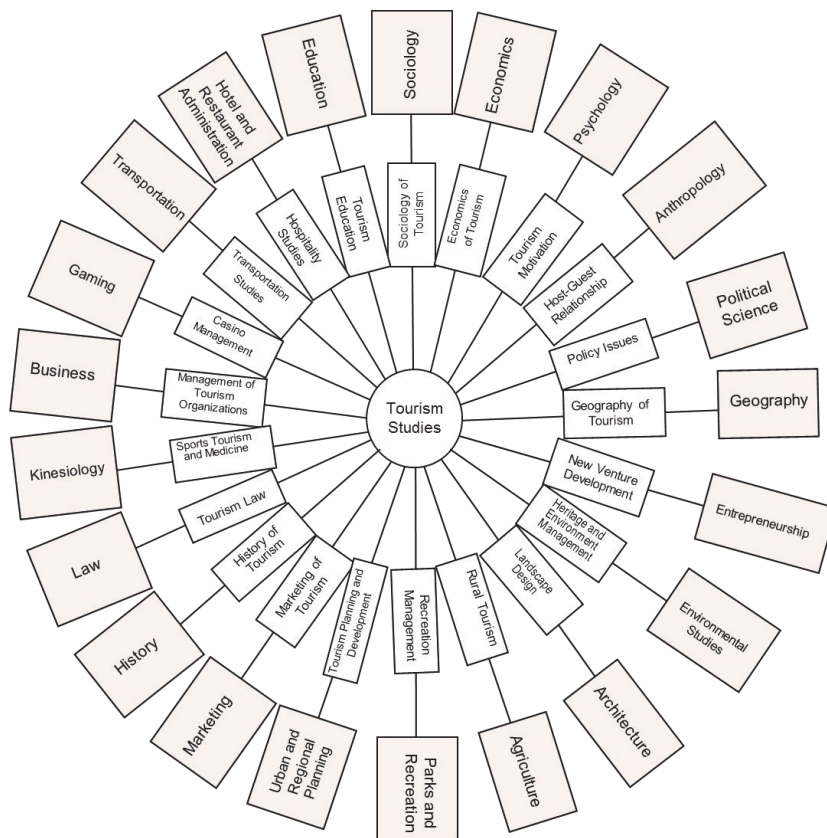 Tourism
Studies
Sociology
Sociology of
Tourism
Economics
Economics
of Tourism
Psychology
Tourism
Motivation
Anthropology
Host-Guest
Relationship
Political
Science
Policy Issues
Geography
Geography of
Tourism
Entrepreneurship
New Venture
Development
Environmental
Studies
Herilage and
Environment
Management
Architecture
Landscape
Design
Agriculture
Rural Tourism
Parks and
Recreation
Recreation
Management
Urban and
Regional
Planning
Tourism Planning and
Development
Marketing
Marketing of
Tourism
History
History of
Tourism
Law
Tourism Law
Kinesiology
Sports Tourism
and Medicine
Business
Management of
Tourism
Organizations
Gaming
Casino
Management
Transportation
Transportation
Studies
Hotel and
Restaurant
Administration
Hospitality
Studies
Education
Tourism
Education